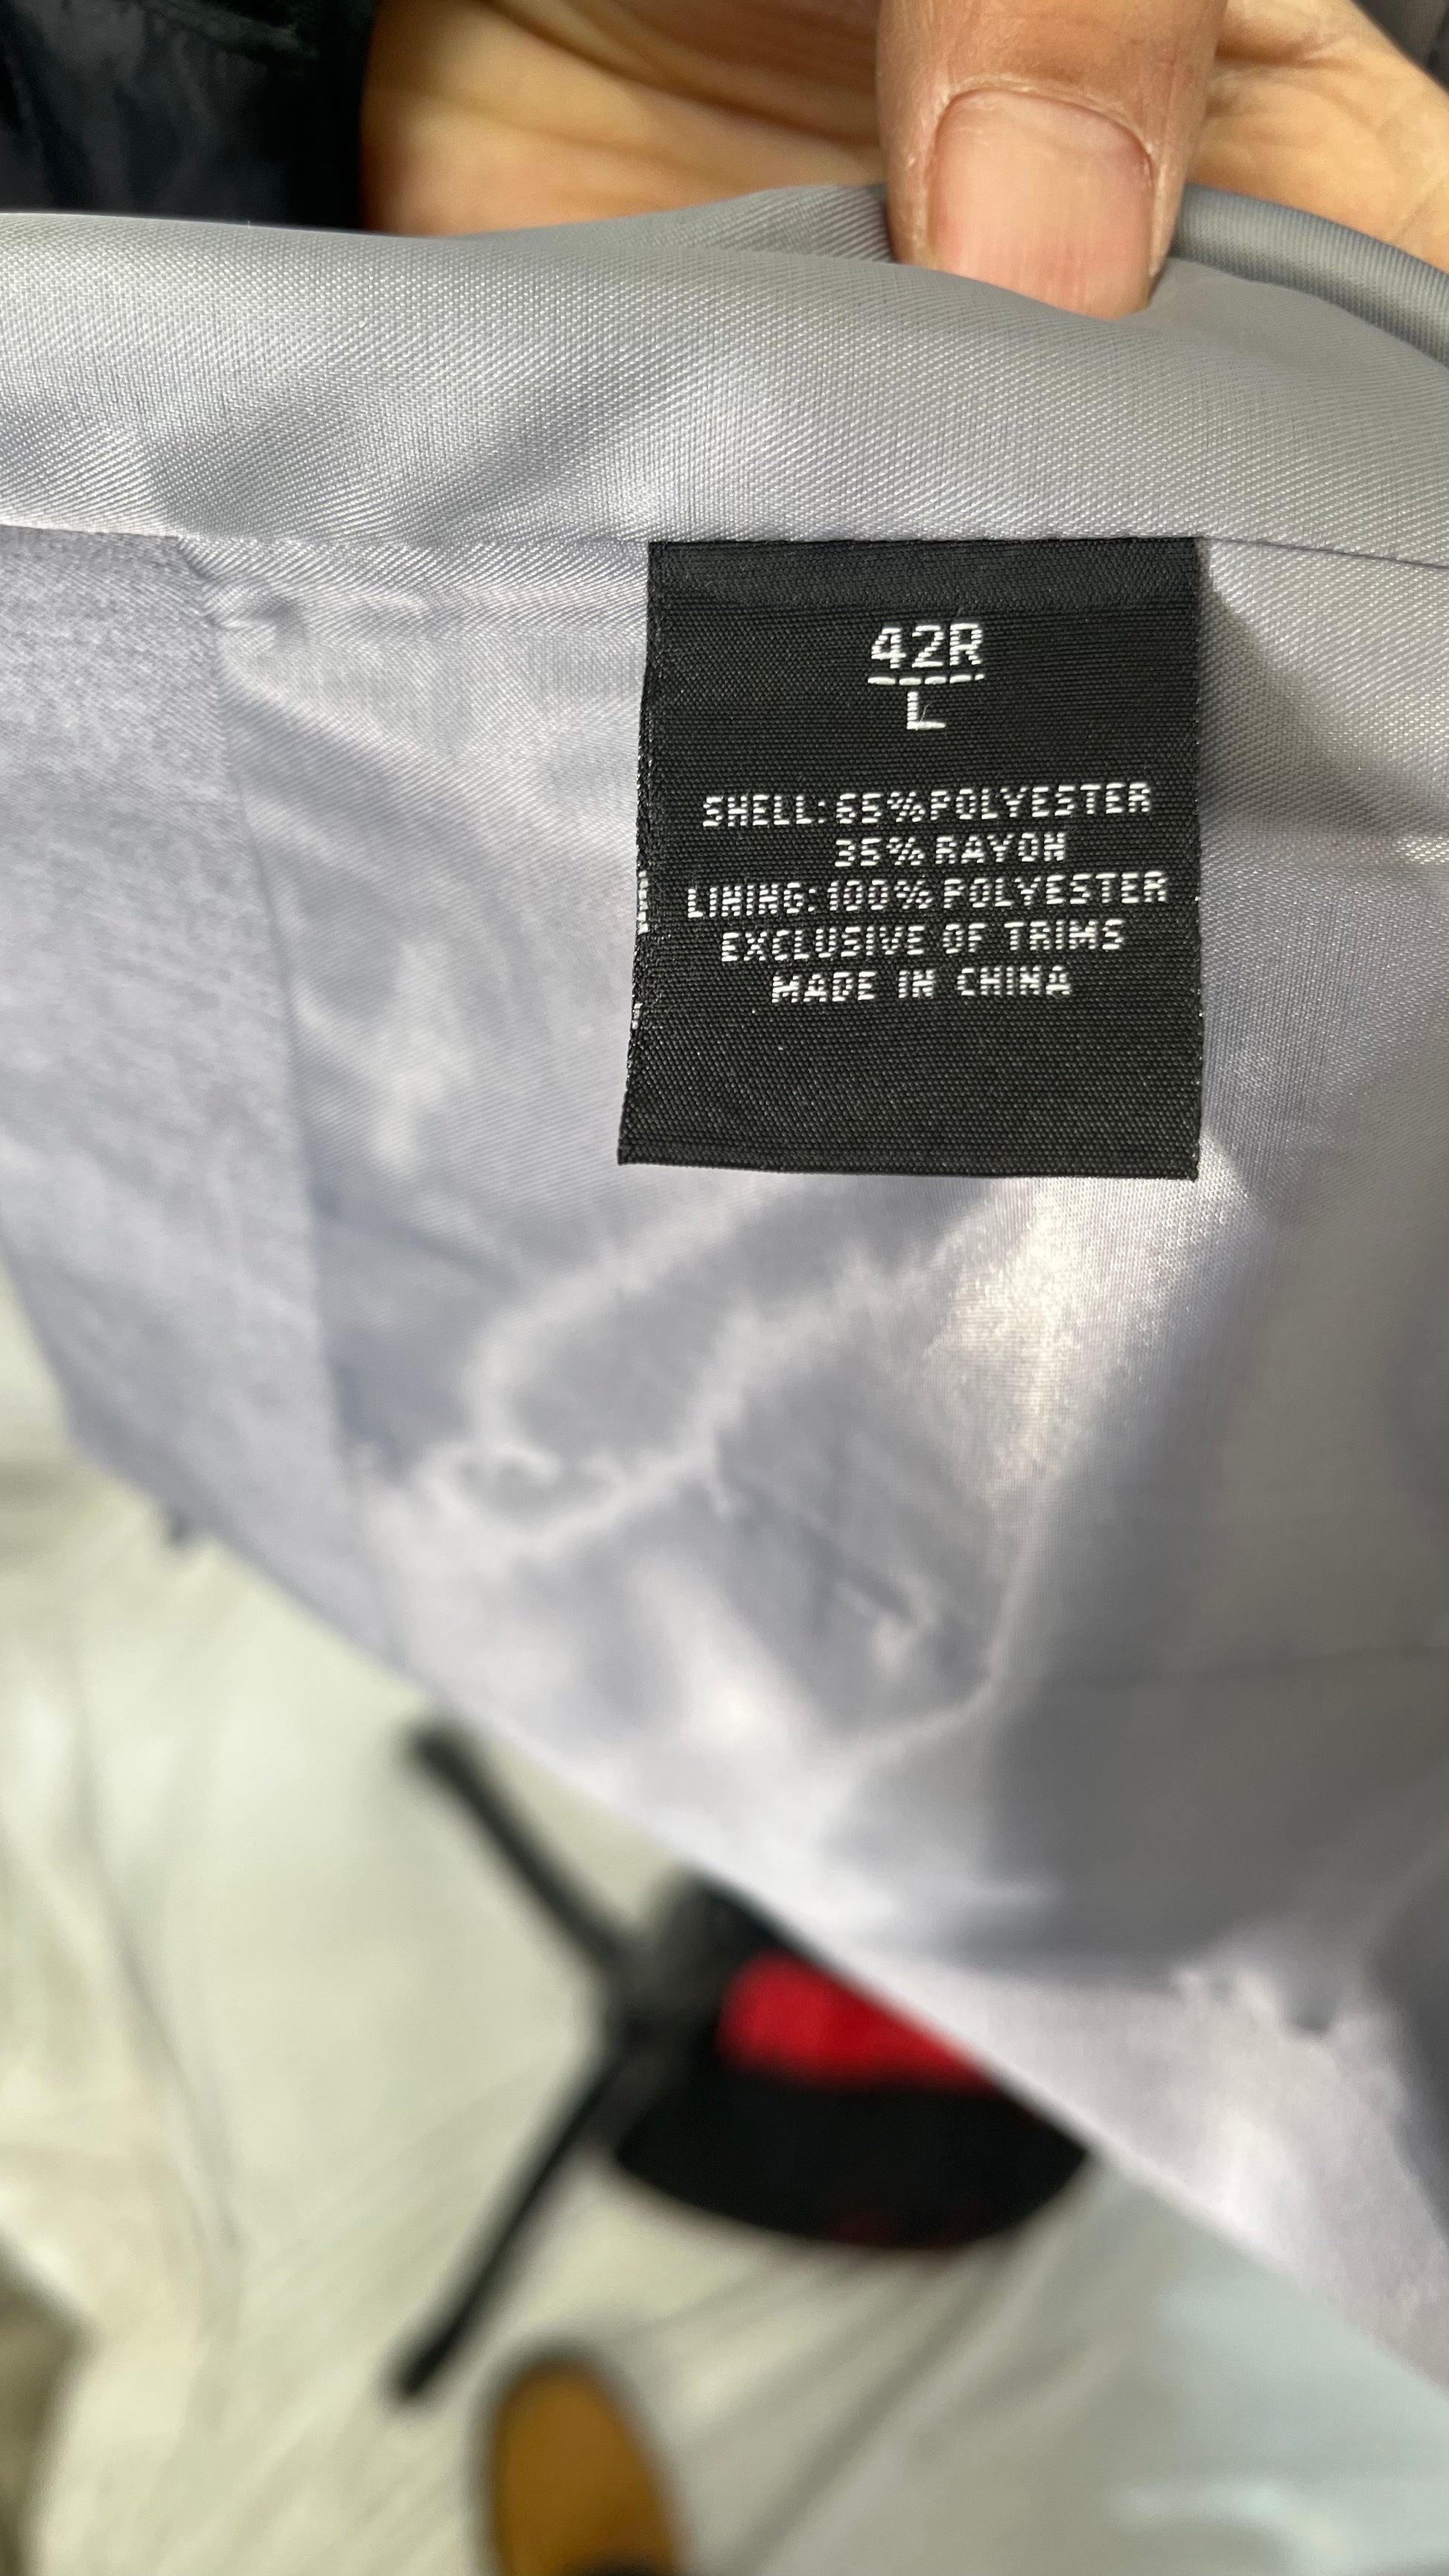 42R
L
SHELL: 65% POLYESTER
35% RAYON
LINING: 100% POLYESTER
EXCLUSIVE OF TRIMS
MADE IN CHINA